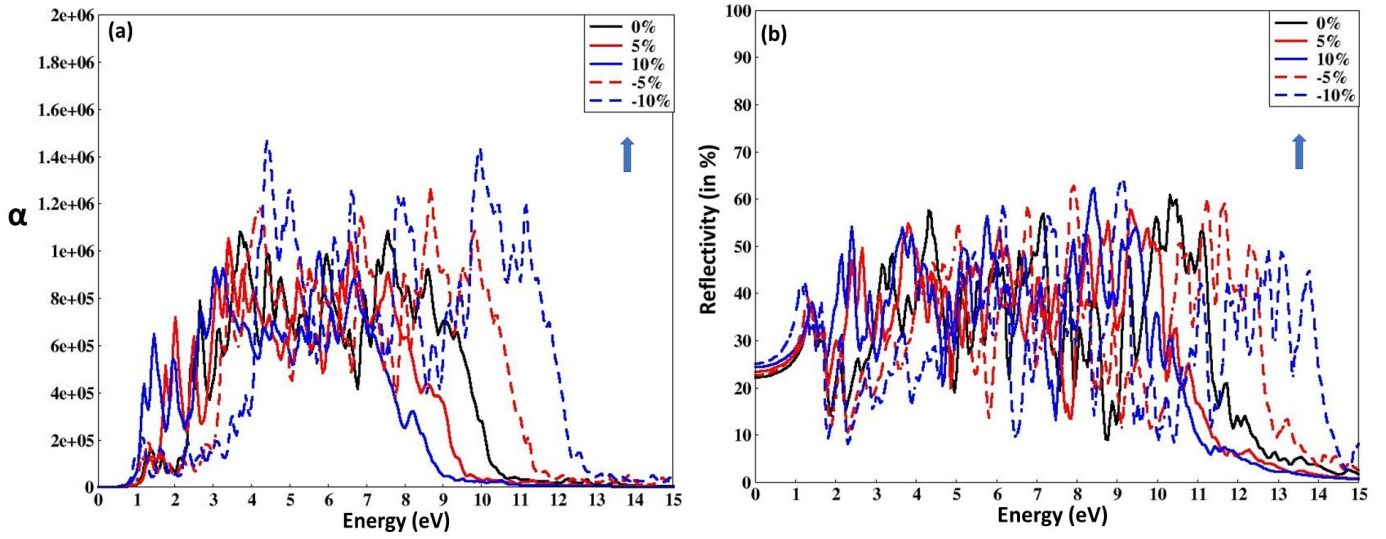 (a)
0%
5%
10%
-5%
-10%
2e+06
1.8e+06
1.6e+06
1.4e+06
1.2e+06
1e+06
8e+05
6e+05
4e+05
2e+05
0
α
0 1 2 3 4 5 6 7 8 9 10 11 12 13 14 15
Energy (eV)
(b)
0%
5%
10%
-5%
-10%
100
90
80
70
60
50
40
30
20
10
0
Reflectivity (in %)
0 1 2 3 4 5 6 7 8 9 10 11 12 13 14 15
Energy (eV)